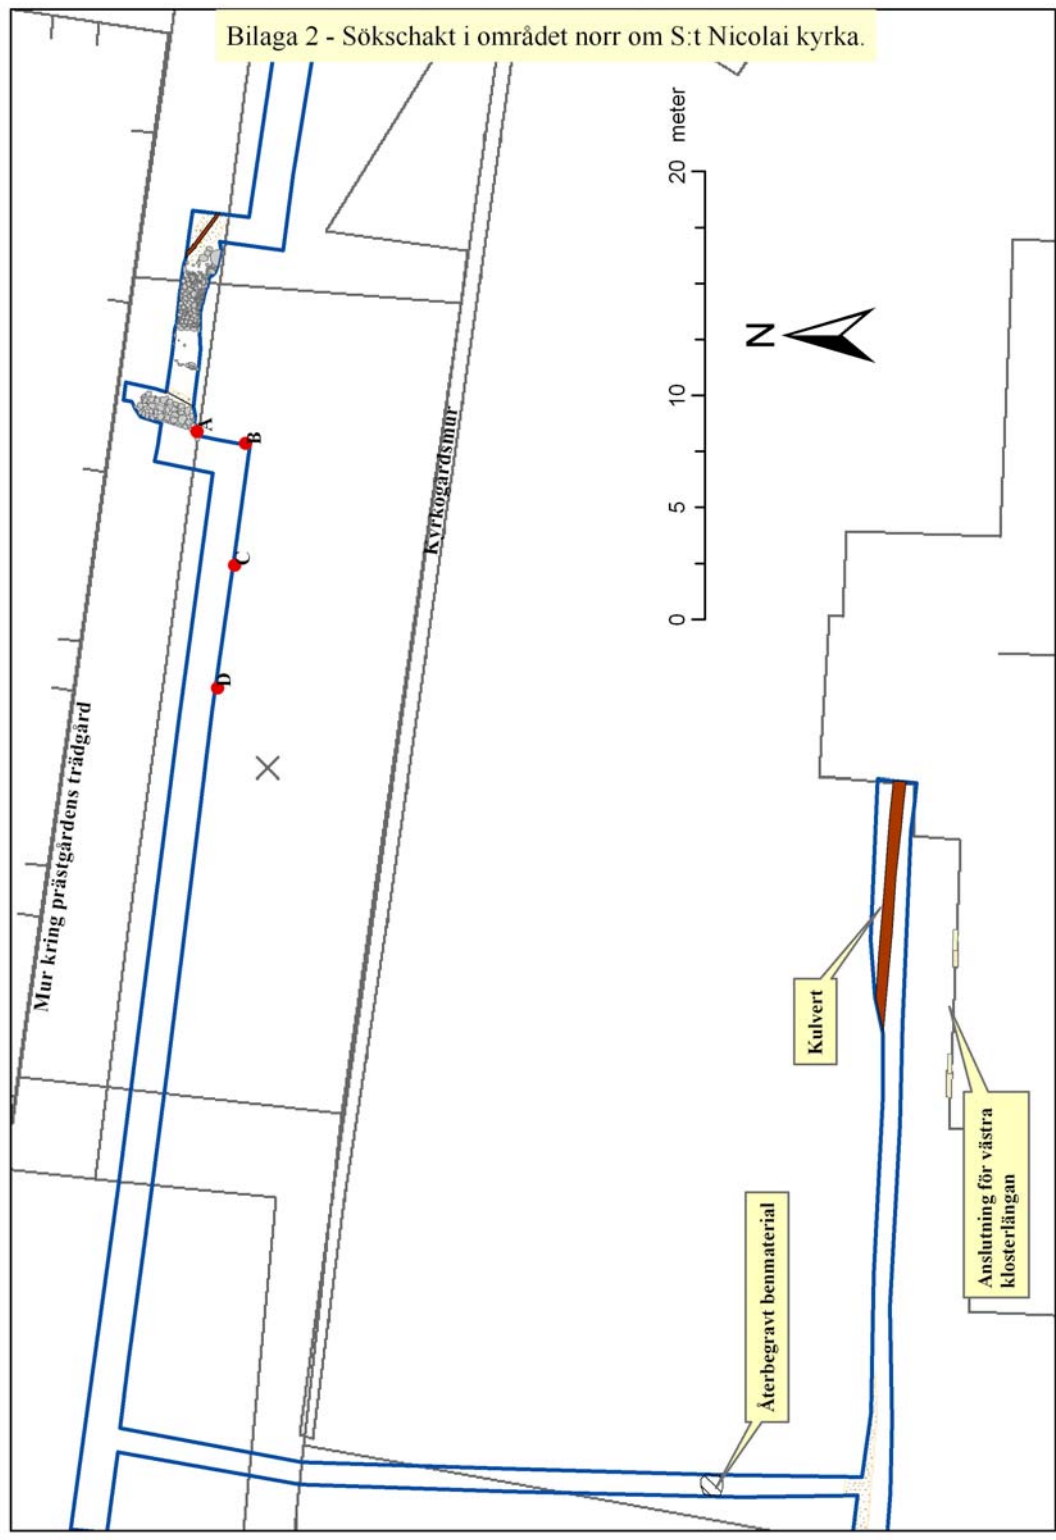 Bilaga 2 - Sökschakt i området norr om S:t Nicolai kyrka.
Mur kring prästgårdens trädgård
A
B
C
D
Kyrkogårdsmur
0 5 10 20 meter
N
Kulvert
Anslutning för västra
klosterlängan
Återbegravt benmaterial